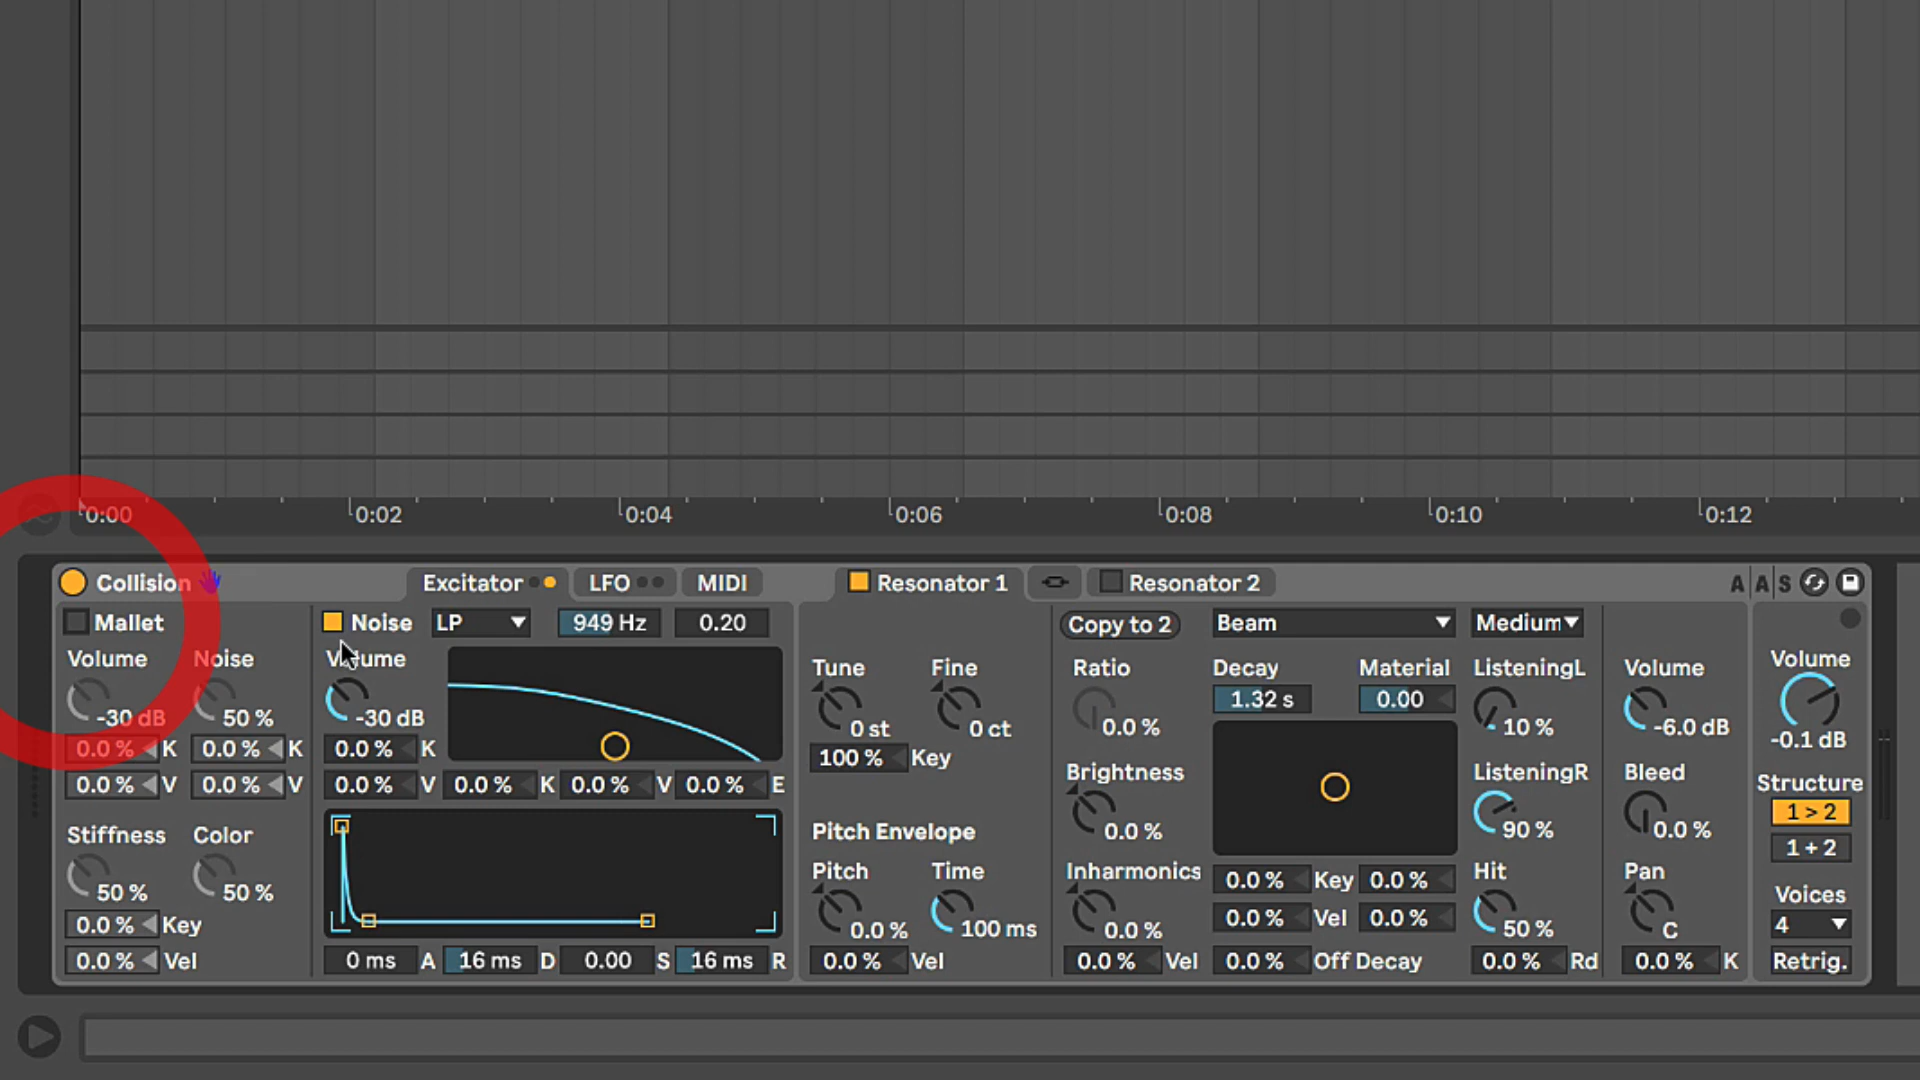 0:00 0:02 0:04 0:06 0:08 0:10 0:12
Collision Excitator LFO MIDI Resonator 1 Resonator 2 A A S
Mallet Noise LP 949 Hz 0.20 Copy to 2 Beam Medium
Volume Noise Volume Tune Fine Ratio Decay Material ListeningL Volume Volume
-30 dB 50 % -30 dB 0 st 0 ct 0.0 % 1.32 s 0.00 10 % -6.0 dB -0.1 dB
0.0 % K 0.0 % K 0.0 % K 100 % Key
0.0 % V 0.0 % V 0.0 % V 0.0 % K 0.0 % V 0.0 % E Brightness ListeningR Bleed Structure
Stiffness Color Pitch Envelope 0.0 % 90 % 0.0 % 1 > 2
1 + 2
50 % 50 % Pitch Time Inharmonics 0.0 % Key 0.0 % Hit Pan Voices
0.0 % Key 0.0 % 100 ms 0.0 % 0.0 % Vel 0.0 % 50 % C 4
0.0 % Vel 0 ms A 16 ms D 0.00 S 16 ms R 0.0 % Vel 0.0 % Vel 0.0 % Off Decay 0.0 % Rd 0.0 % K Retrig.